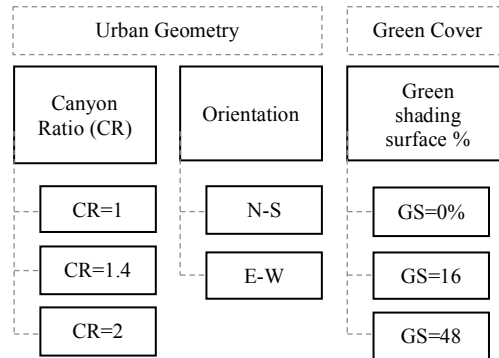 Urban Geometry
Green Cover
Canyon
Ratio (CR)
Orientation
Green
shading
surface %
CR=1
N-S
GS=0%
CR=1.4
E-W
GS=16
CR=2
GS=48